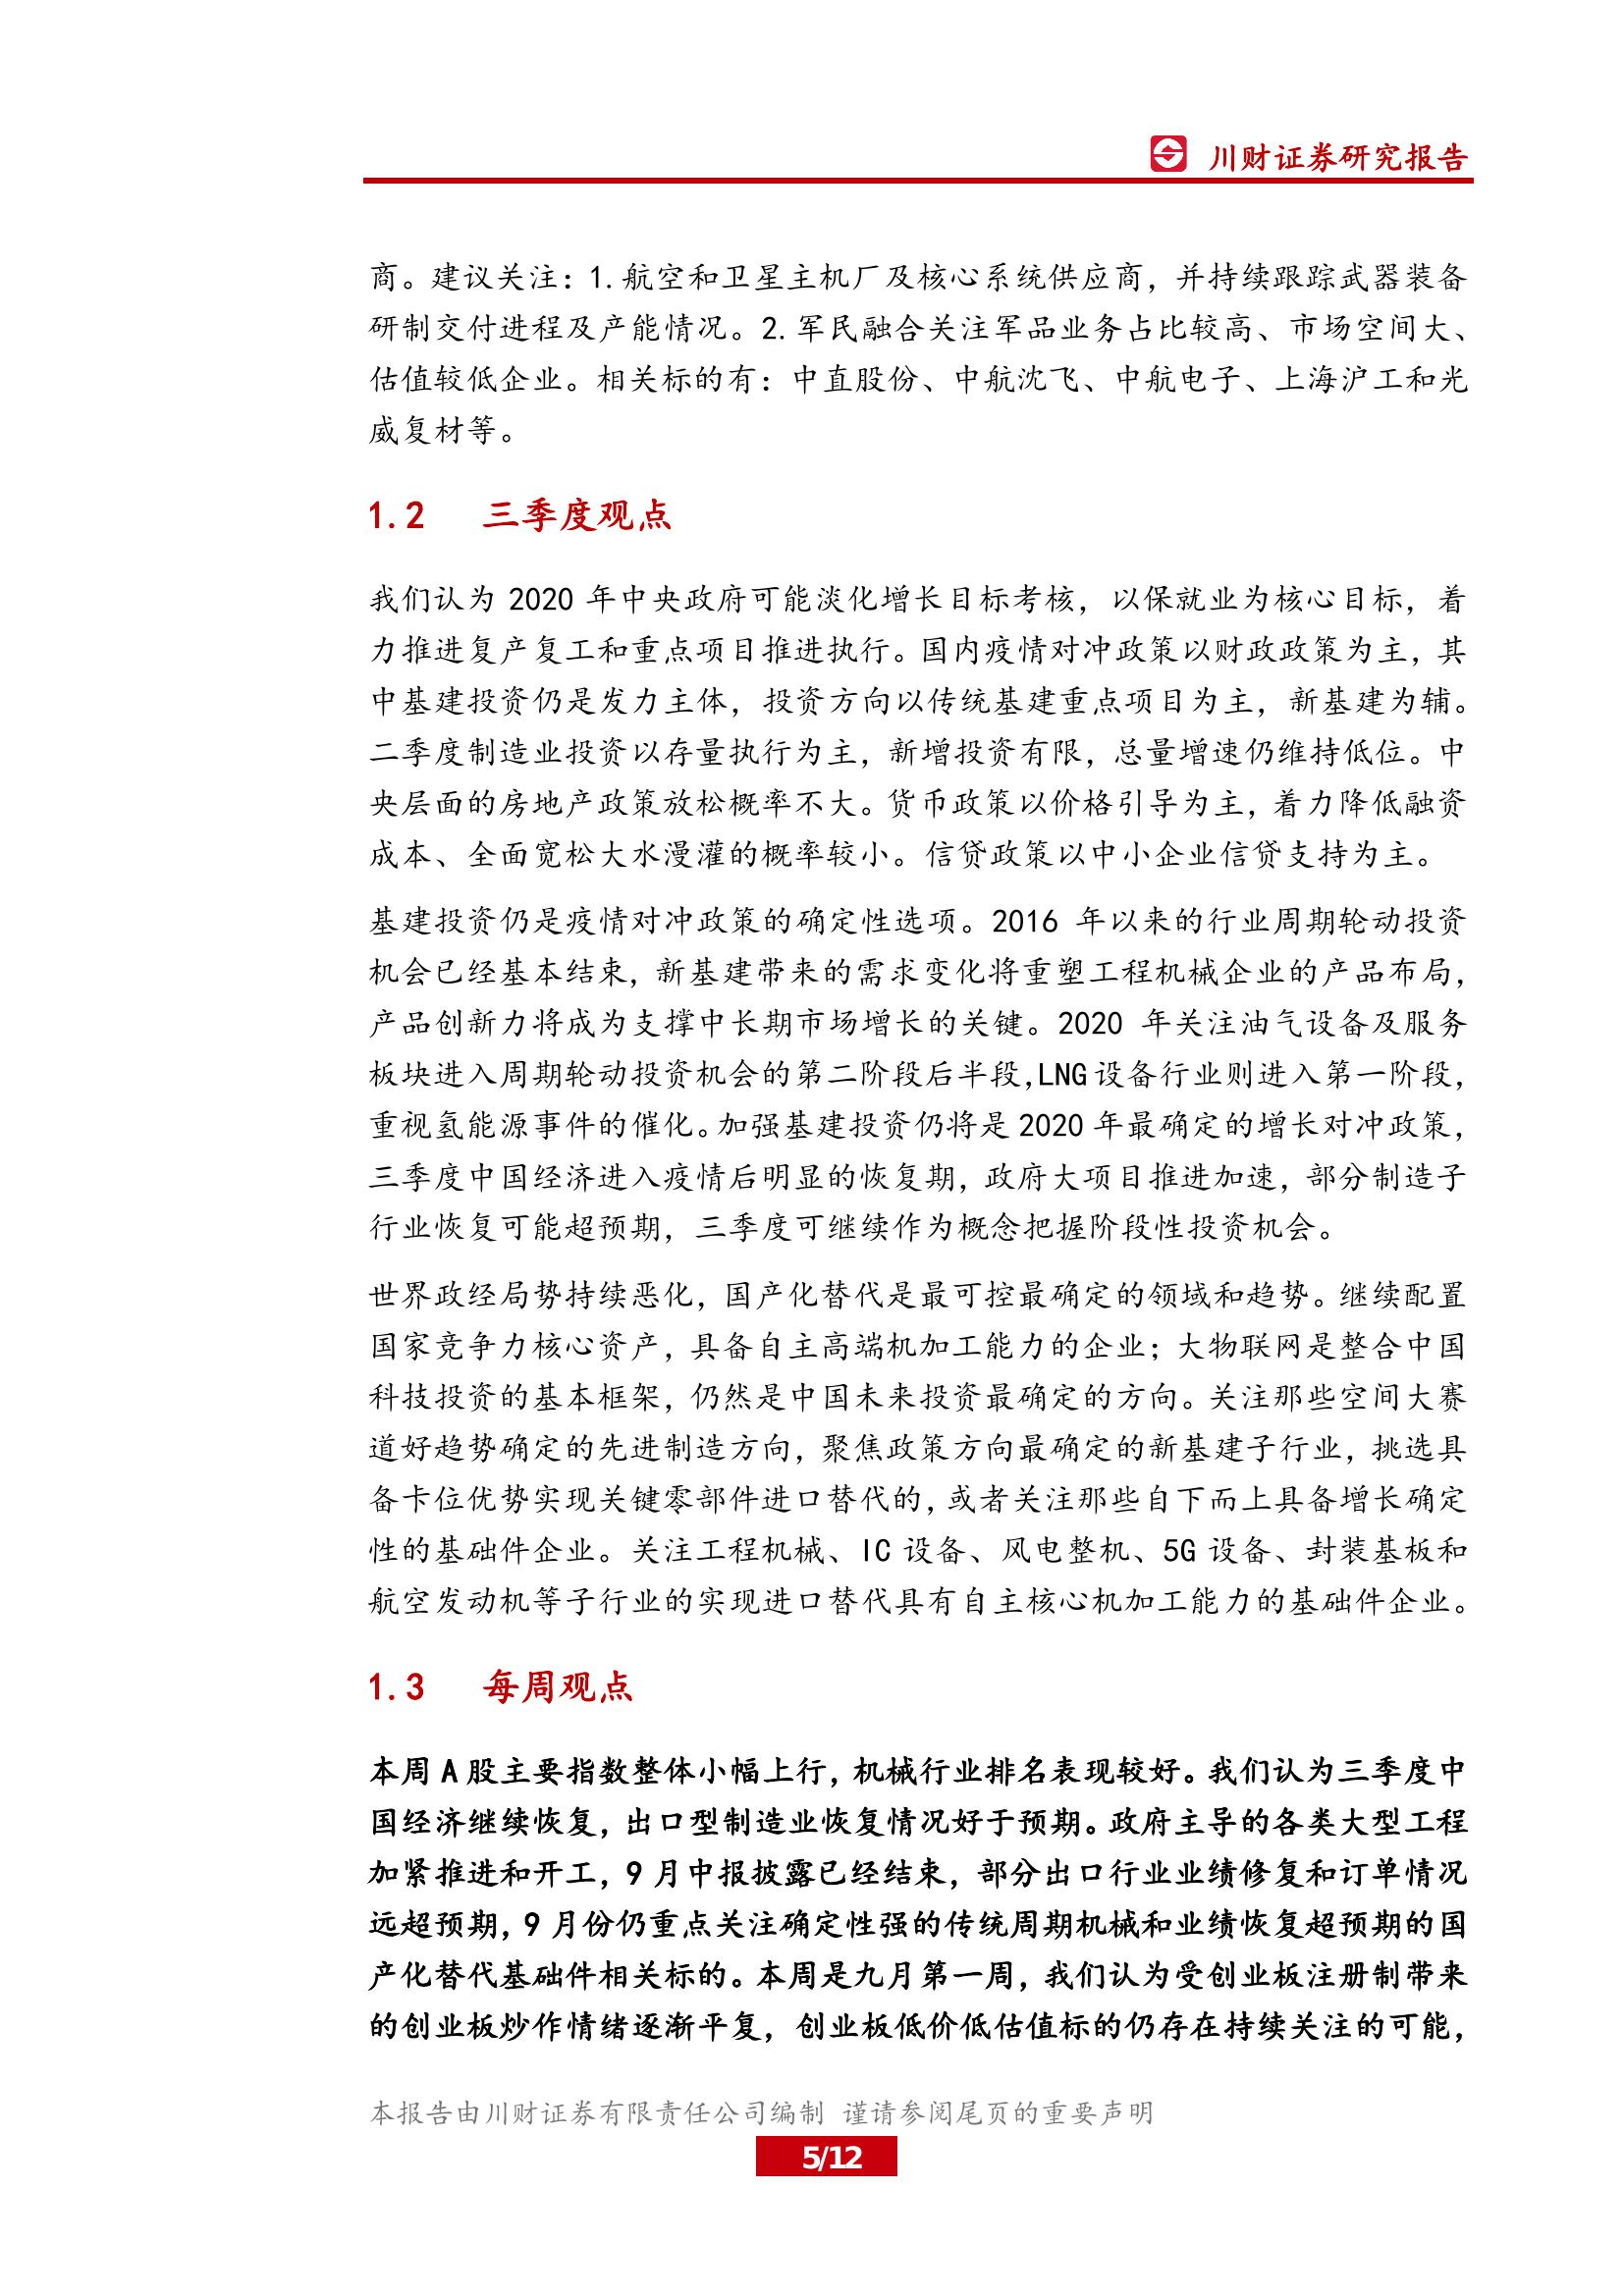 川财证券研究报告
商。建议关注：1.航空和卫星主机厂及核心系统供应商，并持续跟踪武器装备
研制交付进程及产能情况。2.军民融合关注军品业务占比较高、市场空间大、
估值较低企业。相关标的有：中直股份、中航沈飞、中航电子、上海沪工和光
威复材等。
1.2 三季度观点
我们认为 2020 年中央政府可能淡化增长目标考核，以保就业为核心目标，着
力推进复产复工和重点项目推进执行。国内疫情对冲政策以财政政策为主，其
中基建投资仍是发力主体，投资方向以传统基建重点项目为主，新基建为辅。
二季度制造业投资以存量执行为主，新增投资有限，总量增速仍维持低位。中
央层面的房地产政策放松概率不大。货币政策以价格引导为主，着力降低融资
成本、全面宽松大水漫灌的概率较小。信贷政策以中小企业信贷支持为主。
基建投资仍是疫情对冲政策的确定性选项。2016 年以来的行业周期轮动投资
机会已经基本结束，新基建带来的需求变化将重塑工程机械企业的产品布局，
产品创新力将成为支撑中长期市场增长的关键。2020 年关注油气设备及服务
板块进入周期轮动投资机会的第二阶段后半段，LNG 设备行业则进入第一阶段，
重视氢能源事件的催化。加强基建投资仍将是 2020 年最确定的增长对冲政策，
三季度中国经济进入疫情后明显的恢复期，政府大项目推进加速，部分制造子
行业恢复可能超预期，三季度可继续作为概念把握阶段性投资机会。
世界政经局势持续恶化，国产化替代是最可控最确定的领域和趋势。继续配置
国家竞争力核心资产，具备自主高端机加工能力的企业；大物联网是整合中国
科技投资的基本框架，仍然是中国未来投资最确定的方向。关注那些空间大赛
道好趋势确定的先进制造方向，聚焦政策方向最确定的新基建子行业，挑选具
备卡位优势实现关键零部件进口替代的，或者关注那些自下而上具备增长确定
性的基础件企业。关注工程机械、IC 设备、风电整机、5G 设备、封装基板和
航空发动机等子行业的实现进口替代具有自主核心机加工能力的基础件企业。
1.3 每周观点
本周 A 股主要指数整体小幅上行，机械行业排名表现较好。我们认为三季度中
国经济继续恢复，出口型制造业恢复情况好于预期。政府主导的各类大型工程
加紧推进和开工，9 月中报披露已经结束，部分出口行业业绩修复和订单情况
远超预期，9 月份仍重点关注确定性强的传统周期机械和业绩恢复超预期的国
产化替代基础件相关标的。本周是九月第一周，我们认为受创业板注册制带来
的创业板炒作情绪逐渐平复，创业板低价低估值标的仍存在持续关注的可能，
本报告由川财证券有限责任公司编制 谨请参阅尾页的重要声明
5/12